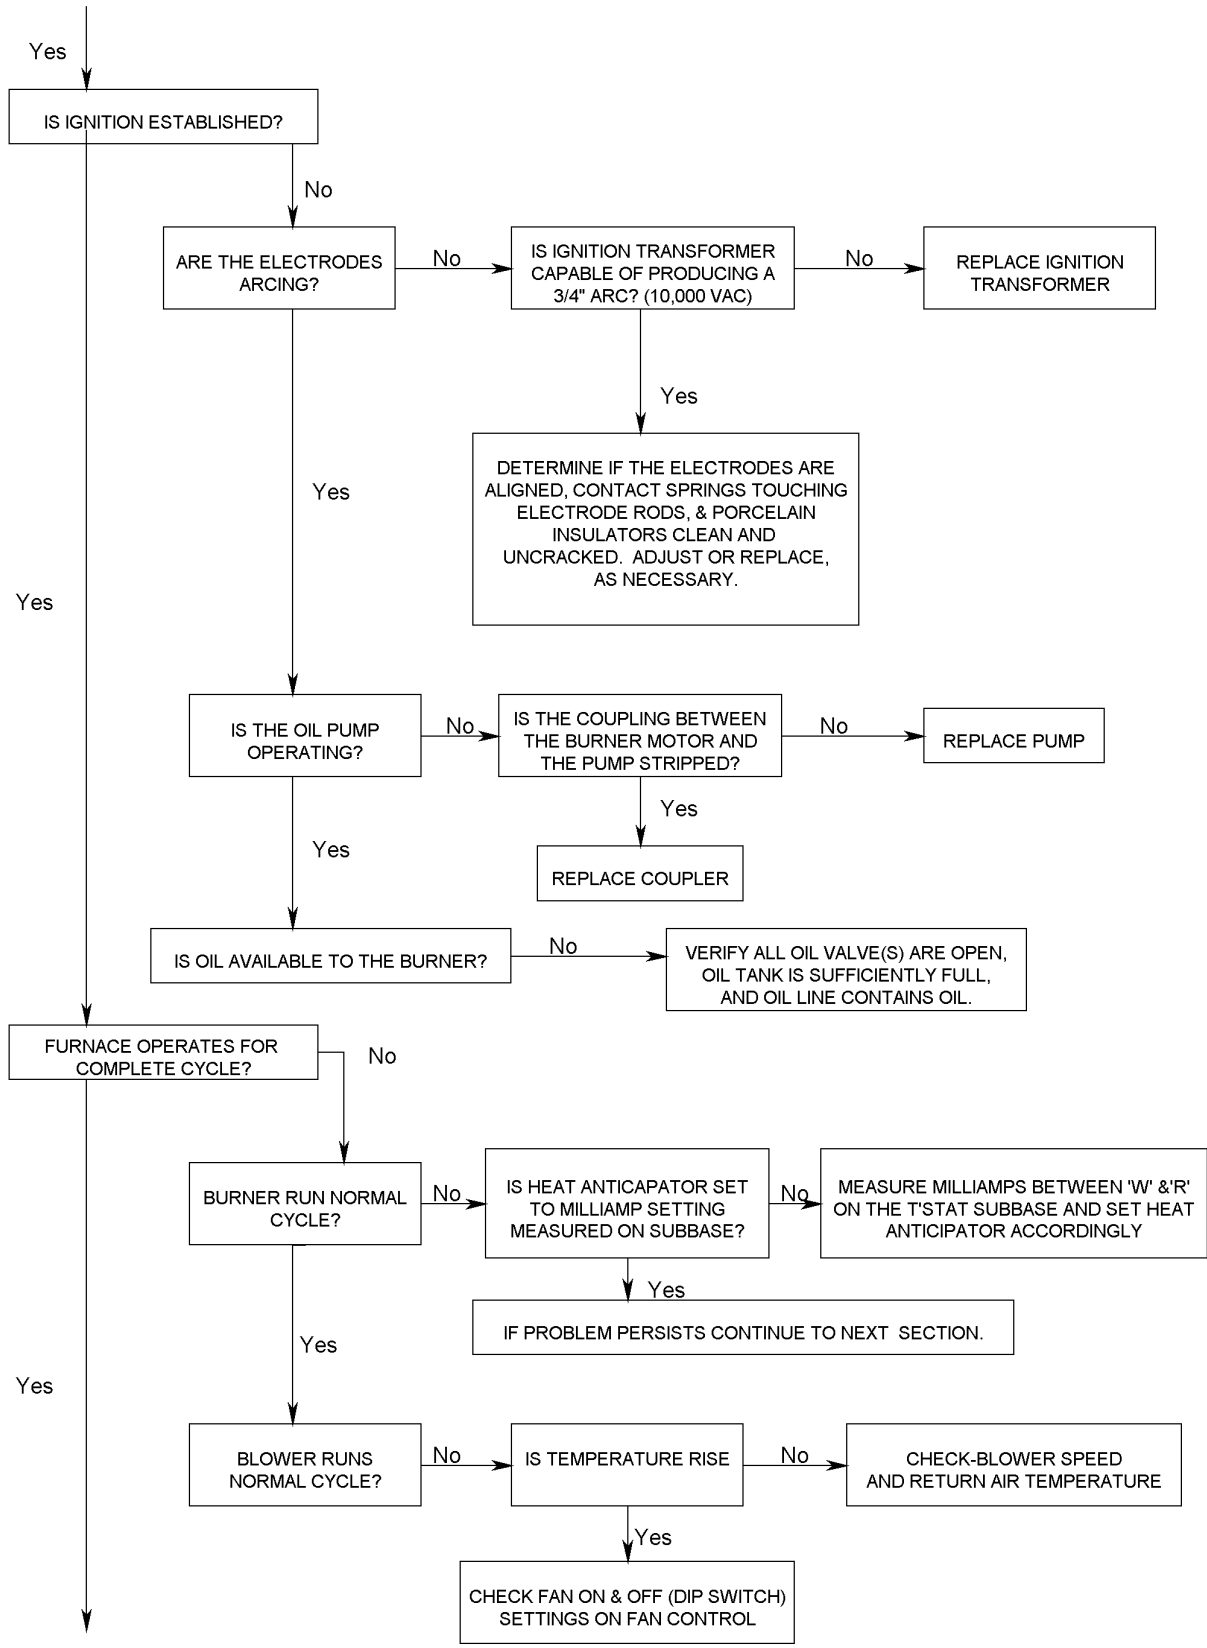 Yes
IS IGNITION ESTABLISHED?
No
ARE THE ELECTRODES
ARCING?
No
IS IGNITION TRANSFORMER
CAPABLE OF PRODUCING A
3/4" ARC? (10,000 VAC)
No
REPLACE IGNITION
TRANSFORMER
Yes
DETERMINE IF THE ELECTRODES ARE
ALIGNED, CONTACT SPRINGS TOUCHING
ELECTRODE RODS, & PORCELAIN
INSULATORS CLEAN AND
UNCRACKED.  ADJUST OR REPLACE,
AS NECESSARY.
Yes
Yes
IS THE OIL PUMP
OPERATING?
No
IS THE COUPLING BETWEEN
THE BURNER MOTOR AND
THE PUMP STRIPPED?
No
REPLACE PUMP
Yes
REPLACE COUPLER
Yes
IS OIL AVAILABLE TO THE BURNER?
No
VERIFY ALL OIL VALVE(S) ARE OPEN,
OIL TANK IS SUFFICIENTLY FULL,
AND OIL LINE CONTAINS OIL.
FURNACE OPERATES FOR
COMPLETE CYCLE?
No
BURNER RUN NORMAL
CYCLE?
No
IS HEAT ANTICAPATOR SET
TO MILLIAMP SETTING
MEASURED ON SUBBASE?
No
MEASURE MILLIAMPS BETWEEN 'W' &'R'
ON THE T'STAT SUBBASE AND SET HEAT
ANTICIPATOR ACCORDINGLY
Yes
IF PROBLEM PERSISTS CONTINUE TO NEXT  SECTION.
Yes
Yes
BLOWER RUNS
NORMAL CYCLE?
No
IS TEMPERATURE RISE
No
CHECK-BLOWER SPEED
AND RETURN AIR TEMPERATURE
Yes
CHECK FAN ON & OFF (DIP SWITCH)
SETTINGS ON FAN CONTROL